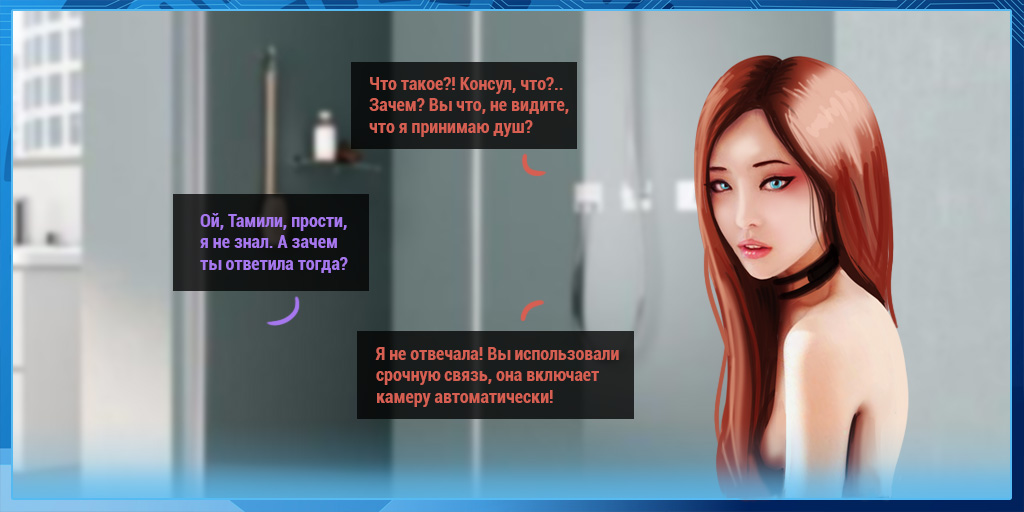 Что такое?! Консул, что?..
Зачем? Вы что, не видите,
что я принимаю душ?
Ой, Тамили, прости,
я не знал. А зачем
ты ответила тогда?
Я не отвечала! Вы использовали
срочную связь, она включает
камеру автоматически!